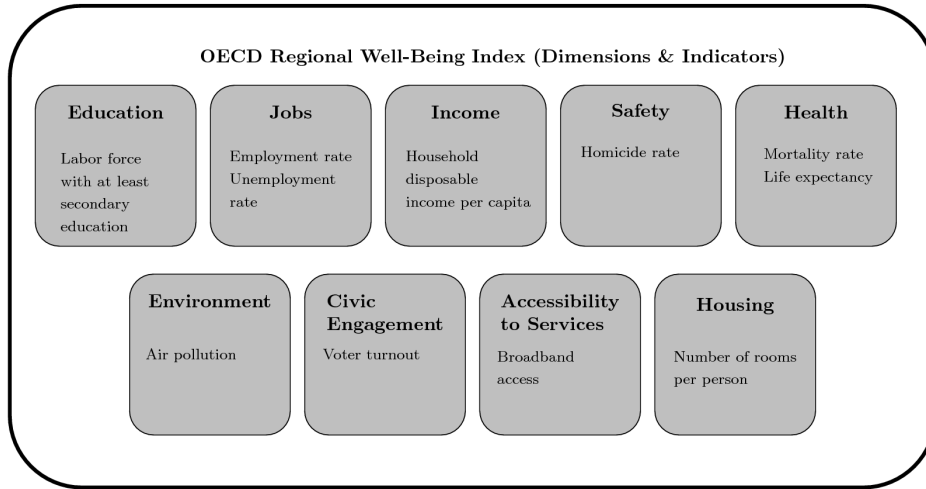 OECD Regional Well-Being Index (Dimensions & Indicators)
Education
Labor force
with at least
secondary
education
Jobs
Employment rate
Unemployment
rate
Income
Household
disposable
income per capita
Safety
Homicide rate
Health
Mortality rate
Life expectancy
Environment
Air pollution
Civic
Engagement
Voter turnout
Accessibility
to Services
Broadband
access
Housing
Number of rooms
per person